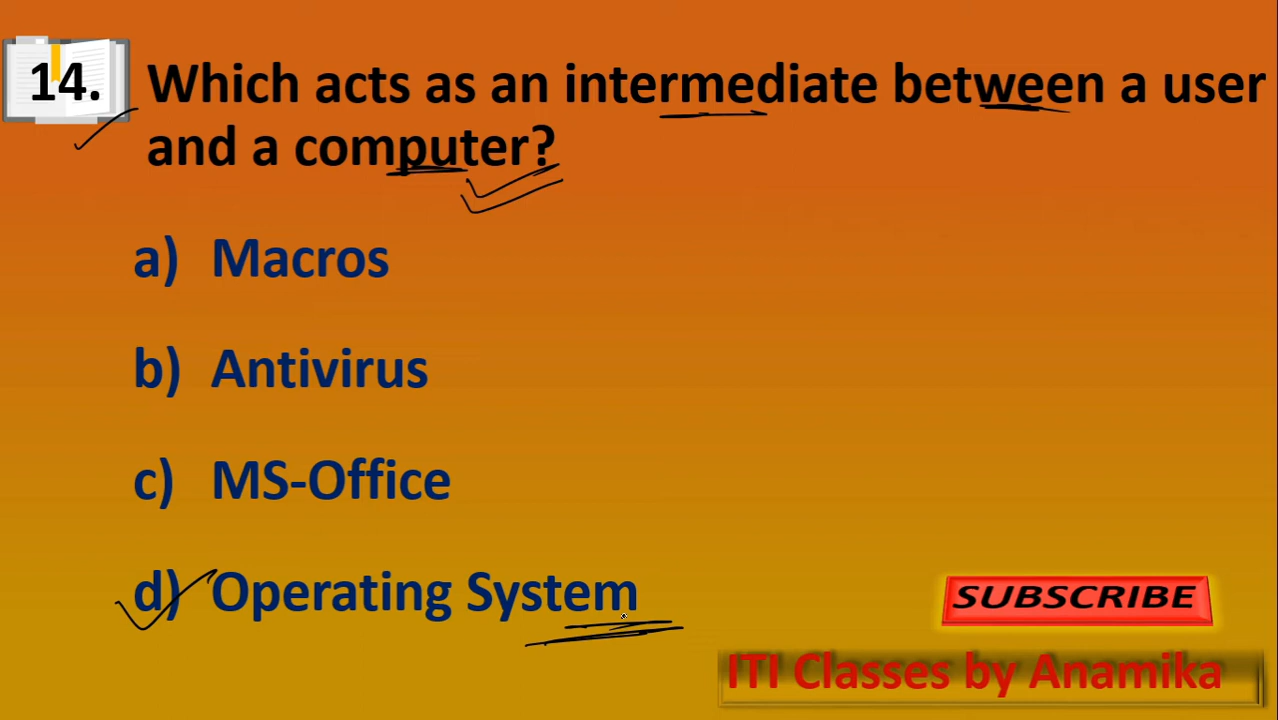 14. Which acts as an intermediate between a user
and a computer?
a) Macros
b) Antivirus
c) MS-Office
d) Operating System
SUBSCRIBE
ITI Classes by Anamika